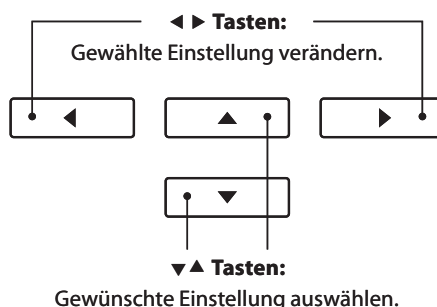 ◀ ▶ Tasten:
Gewählte Einstellung verändern.
◀ ▲ ▶
▼
▼▲ Tasten:
Gewünschte Einstellung auswählen.